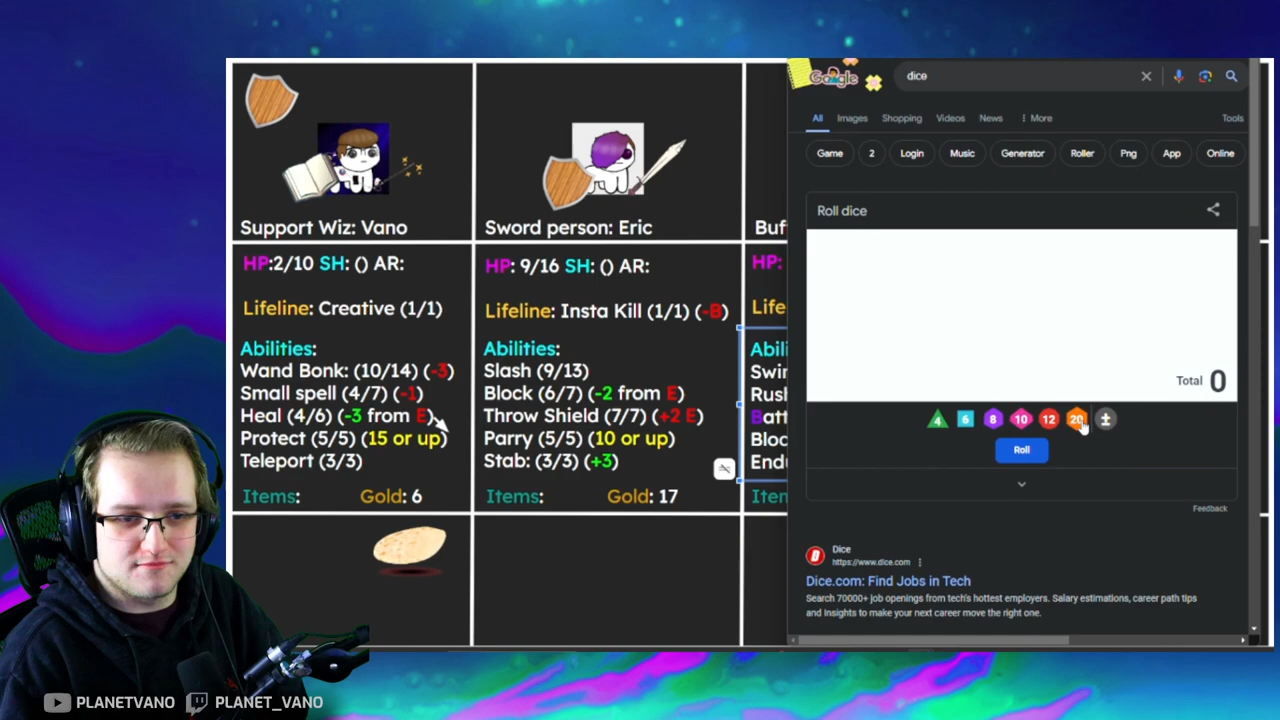 Support Wiz: Vano
HP:2/10 SH: () AR:
Lifeline: Creative (1/1)
Abilities:
Wand Bonk: (10/14) (-3)
Small spell (4/7) (-1)
Heal (4/6) (-3 from E)
Protect (5/5) (15 or up)
Teleport (3/3)
Items: Gold: 6
Sword person: Eric
HP: 9/16 SH: () AR:
Lifeline: Insta Kill (1/1) (-B)
Abilities:
Slash (9/13)
Block (6/7) (-2 from E)
Throw Shield (7/7) (+2 E)
Parry (5/5) (10 or up)
Stab: (3/3) (+3)
Items: Gold: 17
HP:
Google
dice
All Images Shopping Videos News More Tools
Game 2 Login Music Generator Roller Png App Online
Roll dice
Total 0
4 6 8 10 12 20 ±
Roll
Feedback
Dice
https://www.dice.com
Dice.com: Find Jobs in Tech
Search 70000+ job openings from tech's hottest employers. Salary estimations, career path tips
and Insights to make your next career move the right one.
PLANETVANO PLANET_VANO